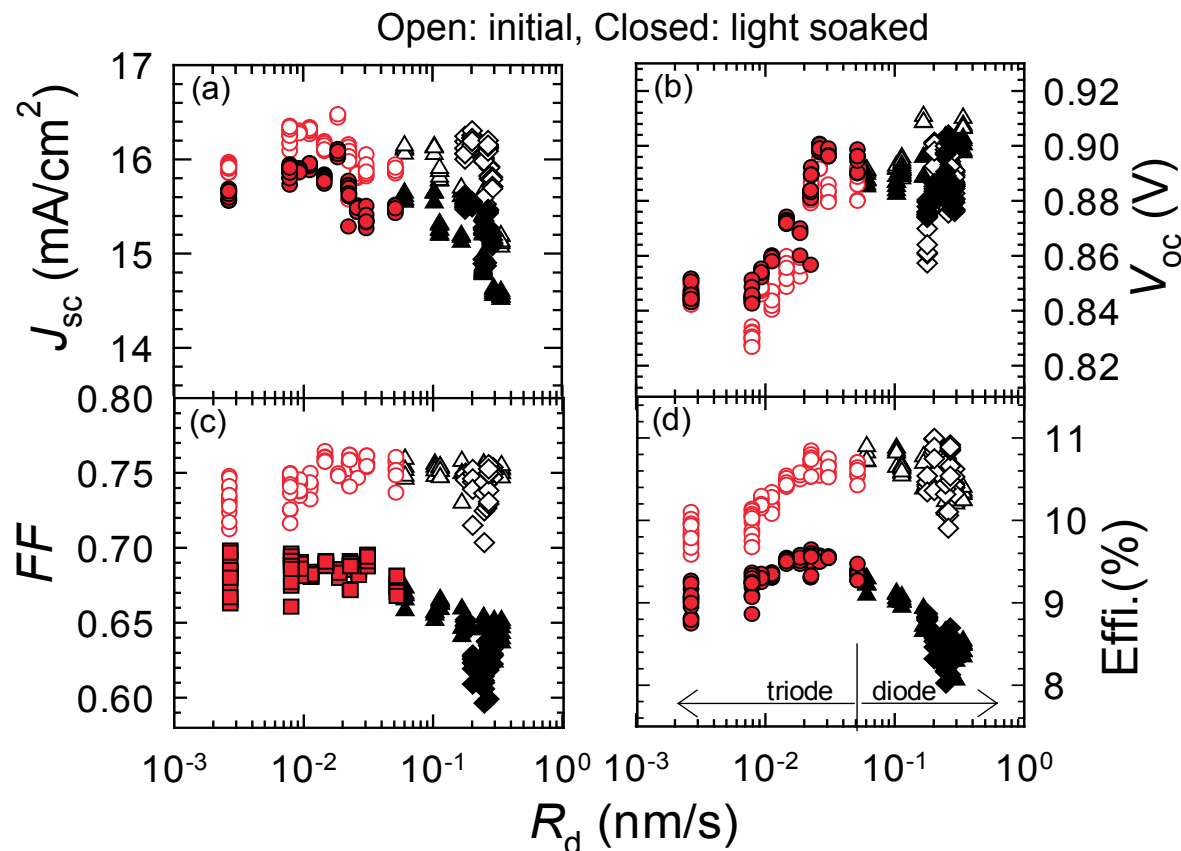 Open: initial, Closed: light soaked
17
16
15
14
(a)
J_sc (mA/cm^2)
(b)
0.92
0.90
0.88
0.86
0.84
0.82
V_oc (V)
0.80
0.75
0.70
0.65
0.60
(c)
FF
(d)
11
10
9
8
Effi.(%)
triode
diode
10^-3 10^-2 10^-1 10^0
10^-3 10^-2 10^-1 10^0
R_d (nm/s)